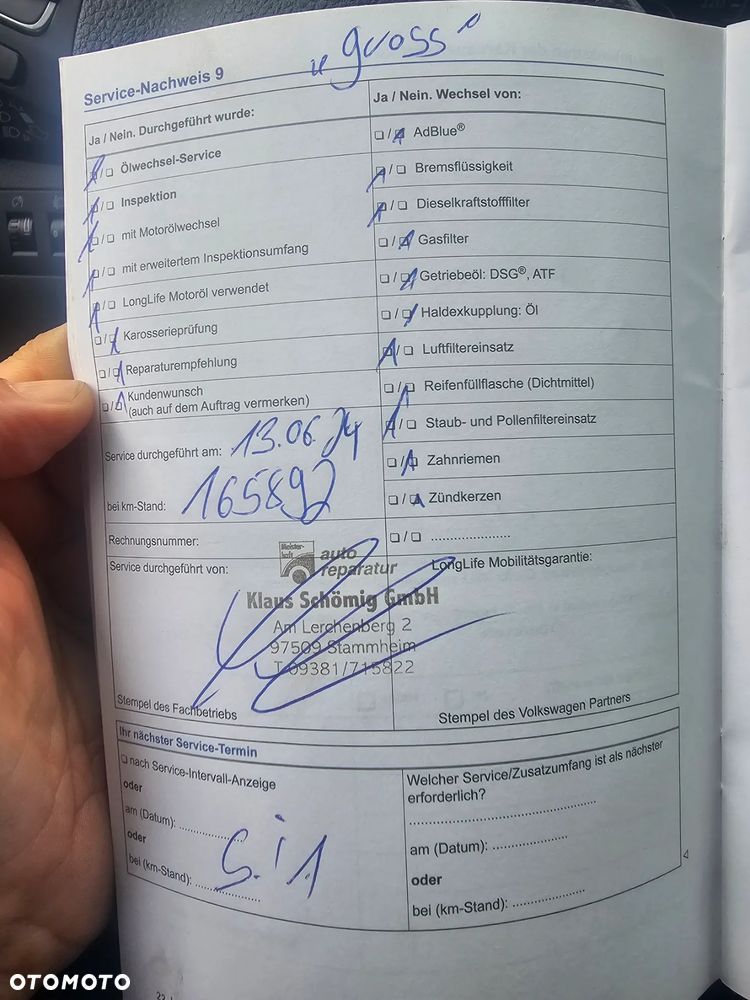 „gross“
Service-Nachweis 9
Ja / Nein. Durchgeführt wurde:
Ölwechsel-Service
Inspektion
mit Motorölwechsel
mit erweitertem Inspektionsumfang
LongLife Motoröl verwendet
Karosserieprüfung
Reparaturempfehlung
Kundenwunsch
(auch auf dem Auftrag vermerken)
Service durchgeführt am: 13.06.24
bei km-Stand: 165892
Rechnungsnummer:
Service durchgeführt von:
Meister-
haft
auto
reparatur
Klaus Schömig GmbH
Am Lerchenberg 2
97509 Stammheim
T 09381/715822
Stempel des Fachbetriebs
Ja / Nein. Wechsel von:
AdBlue®
Bremsflüssigkeit
Dieselkraftstofffilter
Gasfilter
Getriebeöl: DSG®, ATF
Haldexkupplung: Öl
Luftfiltereinsatz
Reifenfüllflasche (Dichtmittel)
Staub- und Pollenfiltereinsatz
Zahnriemen
Zündkerzen
☐ / ☐ .....................
LongLife Mobilitätsgarantie:
Stempel des Volkswagen Partners
Ihr nächster Service-Termin
☐ nach Service-Intervall-Anzeige
oder
am (Datum): ................
oder
bei (km-Stand): ................
Welcher Service/Zusatzumfang ist als nächster
erforderlich?
................................................
am (Datum): ...................
oder
bei (km-Stand): ...................
OTOMOTO